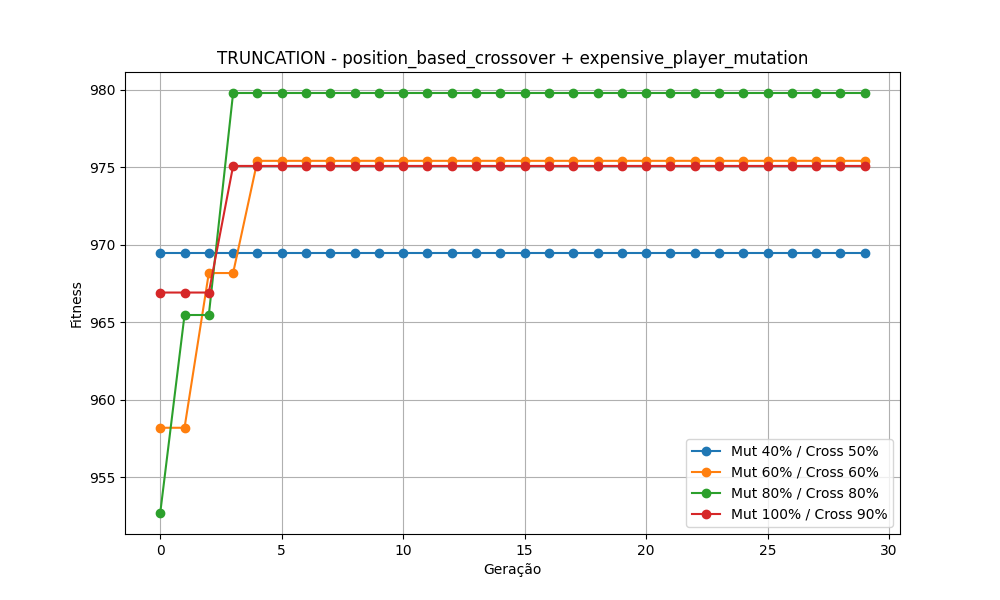 TRUNCATION - position_based_crossover + expensive_player_mutation
980
975
970
965
960
955
Fitness
0 5 10 15 20 25 30
Geração
Mut 40% / Cross 50%
Mut 60% / Cross 60%
Mut 80% / Cross 80%
Mut 100% / Cross 90%